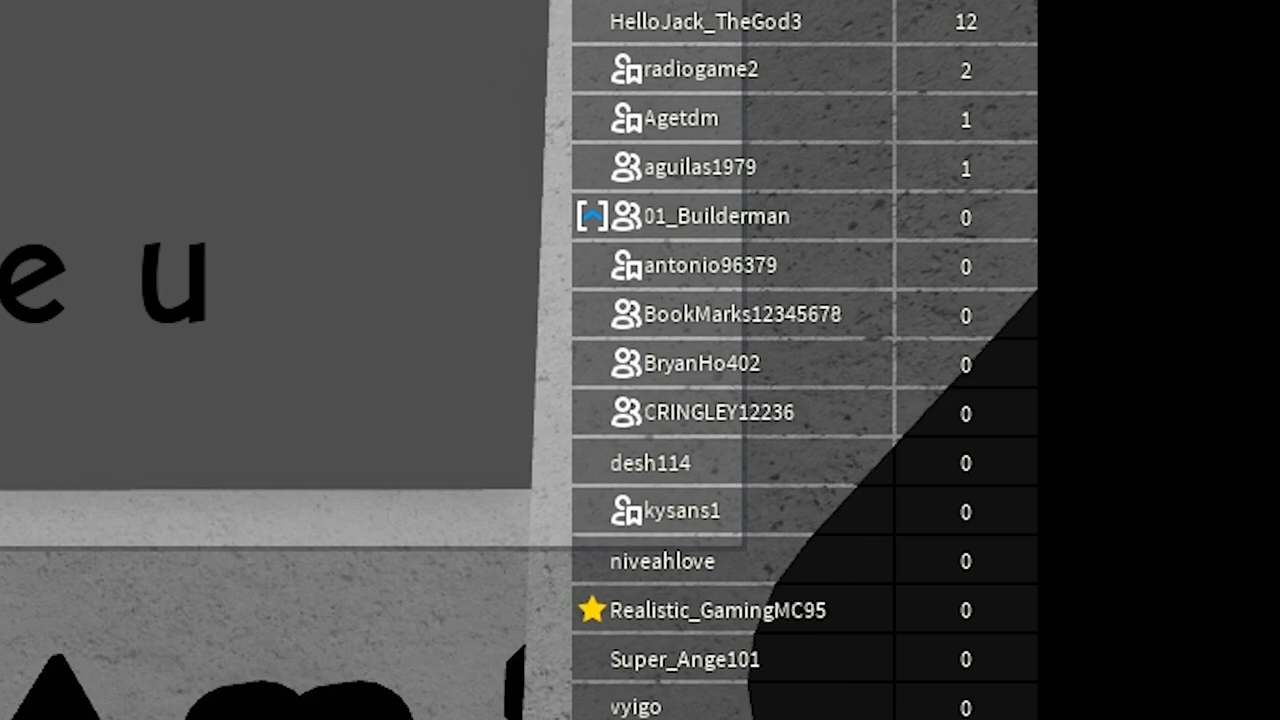 HelloJack_TheGod3 12
radiogame2 2
Agetdm 1
aguilas1979 1
01_Builderman 0
antonio96379 0
e u
BookMarks12345678 0
BryanHo402 0
CRINGLEY12236 0
desh114 0
kysans1 0
niveahlove 0
Realistic_GamingMC95 0
Super_Ange101 0
vyigo 0